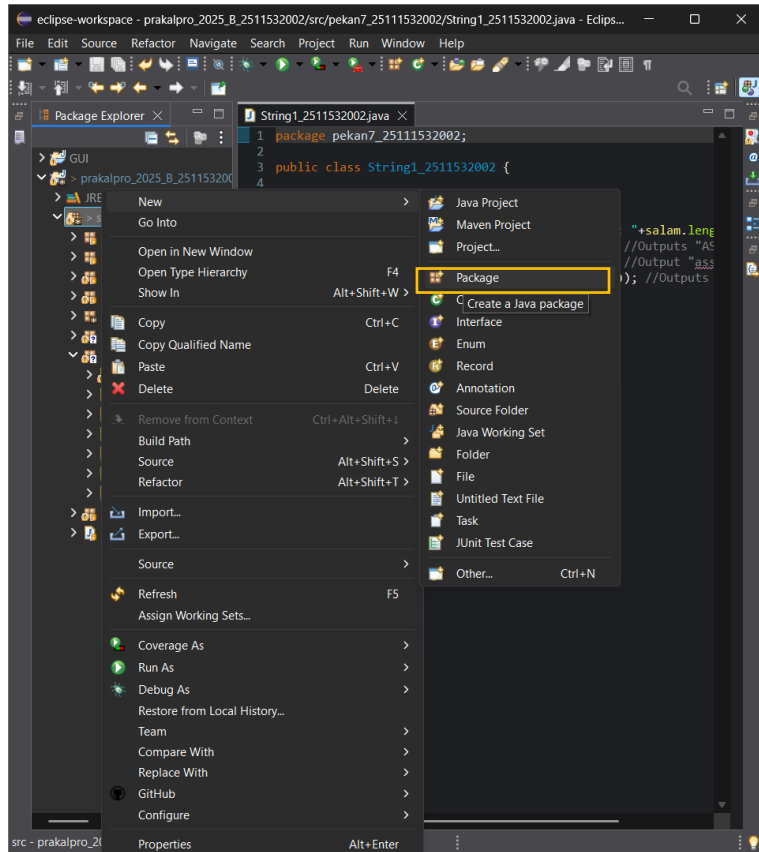 eclipse-workspace - prakalpro_2025_B_2511532002/src/pekan7_2511532002/String1_2511532002.java - Eclips...
File Edit Source Refactor Navigate Search Project Run Window Help
Package Explorer
String1_2511532002.java
1 package pekan7_25111532002;
2
3 public class String1_2511532002 {
4
GUI
> prakalpro_2025_B_25115320
JRE
> s
"+salam.leng
//Outputs "AS
//Output "ass
)); //Outputs
New
Go Into
Open in New Window
Open Type Hierarchy F4
Show In Alt+Shift+W >
Copy Ctrl+C
Copy Qualified Name
Paste Ctrl+V
Delete Delete
Remove from Context Ctrl+Alt+Shift+↓
Build Path
Source Alt+Shift+S >
Refactor Alt+Shift+T >
Import...
Export...
Source
Refresh F5
Assign Working Sets...
Coverage As
Run As
Debug As
Restore from Local History...
Team
Compare With
Replace With
GitHub
Configure
Properties Alt+Enter
Java Project
Maven Project
Project...
Package
C
Create a Java package
Interface
Enum
Record
Annotation
Source Folder
Java Working Set
Folder
File
Untitled Text File
Task
JUnit Test Case
Other... Ctrl+N
src - prakalpro_20